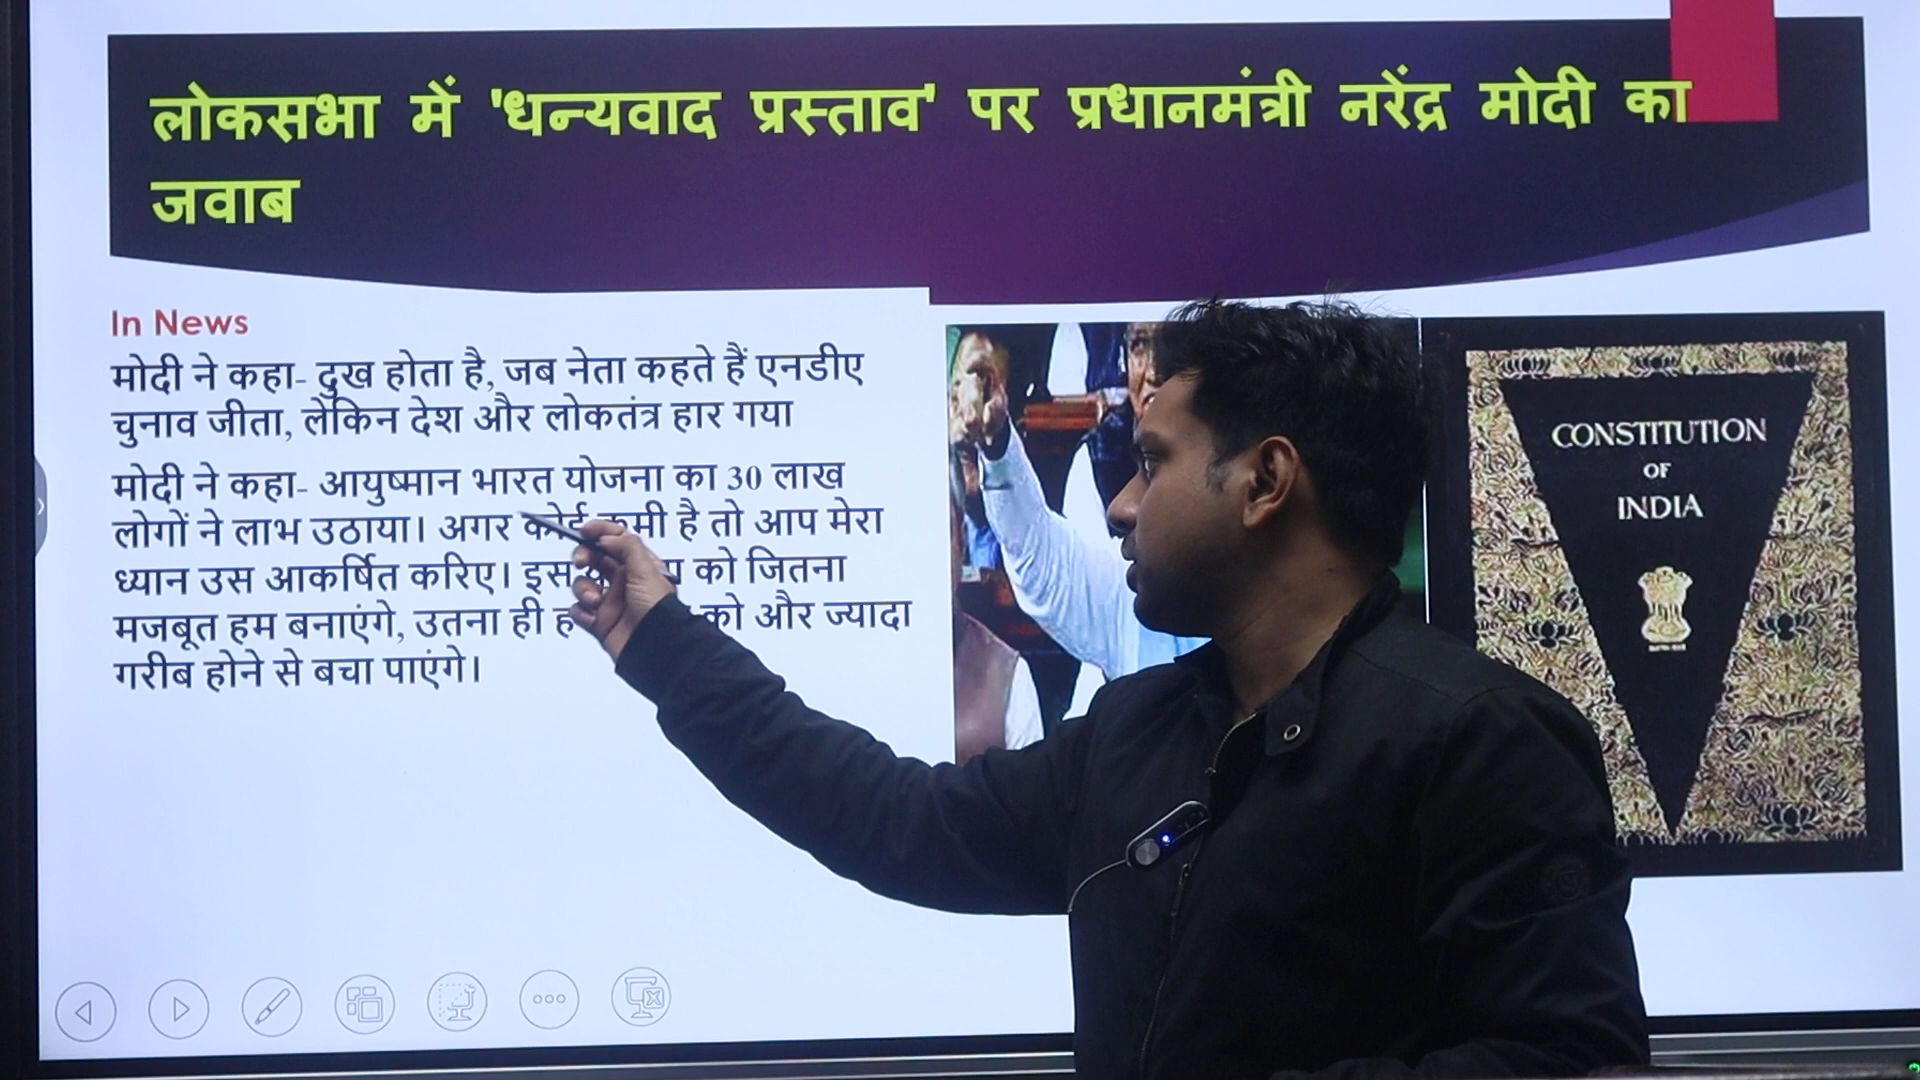 लोकसभा में 'धन्यवाद प्रस्ताव' पर प्रधानमंत्री नरेंद्र मोदी का
जवाब
In News
मोदी ने कहा- दुख होता है, जब नेता कहते हैं एनडीए
चुनाव जीता, लेकिन देश और लोकतंत्र हार गया
मोदी ने कहा- आयुष्मान भारत योजना का 30 लाख
लोगों ने लाभ उठाया। अगर कोई कमी है तो आप मेरा
ध्यान उस आकर्षित करिए। इस को जितना
मजबूत हम बनाएंगे, उतना ही को और ज्यादा
गरीब होने से बचा पाएंगे।
CONSTITUTION
OF
INDIA